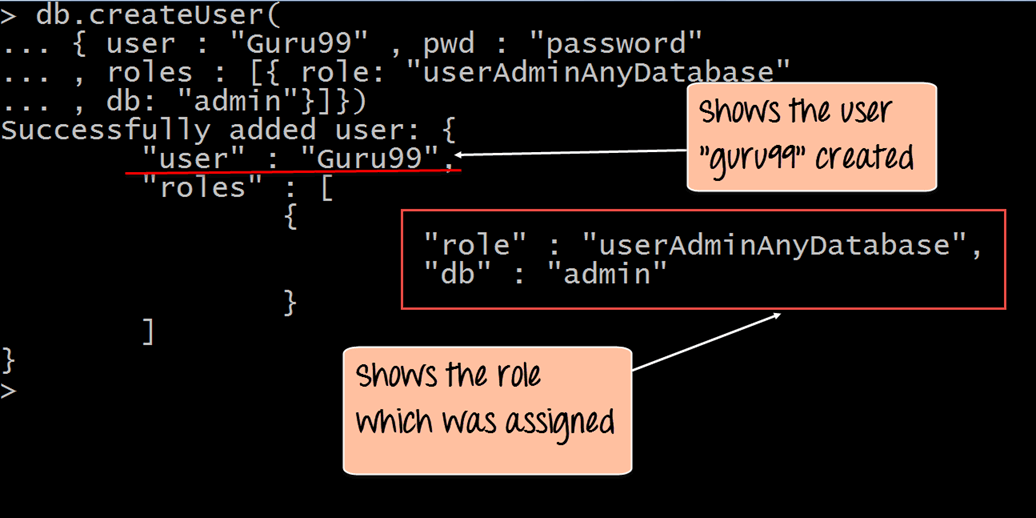 > db.createUser(
... { user : "Guru99" , pwd : "password"
... , roles : [{ role: "userAdminAnyDatabase"
... , db: "admin"}]})
Successfully added user: {
"user" : "Guru99",
"roles" : [
{
"role" : "userAdminAnyDatabase",
"db" : "admin"
}
]
}
>
shows the user
"guru99" created
shows the role
which was assigned